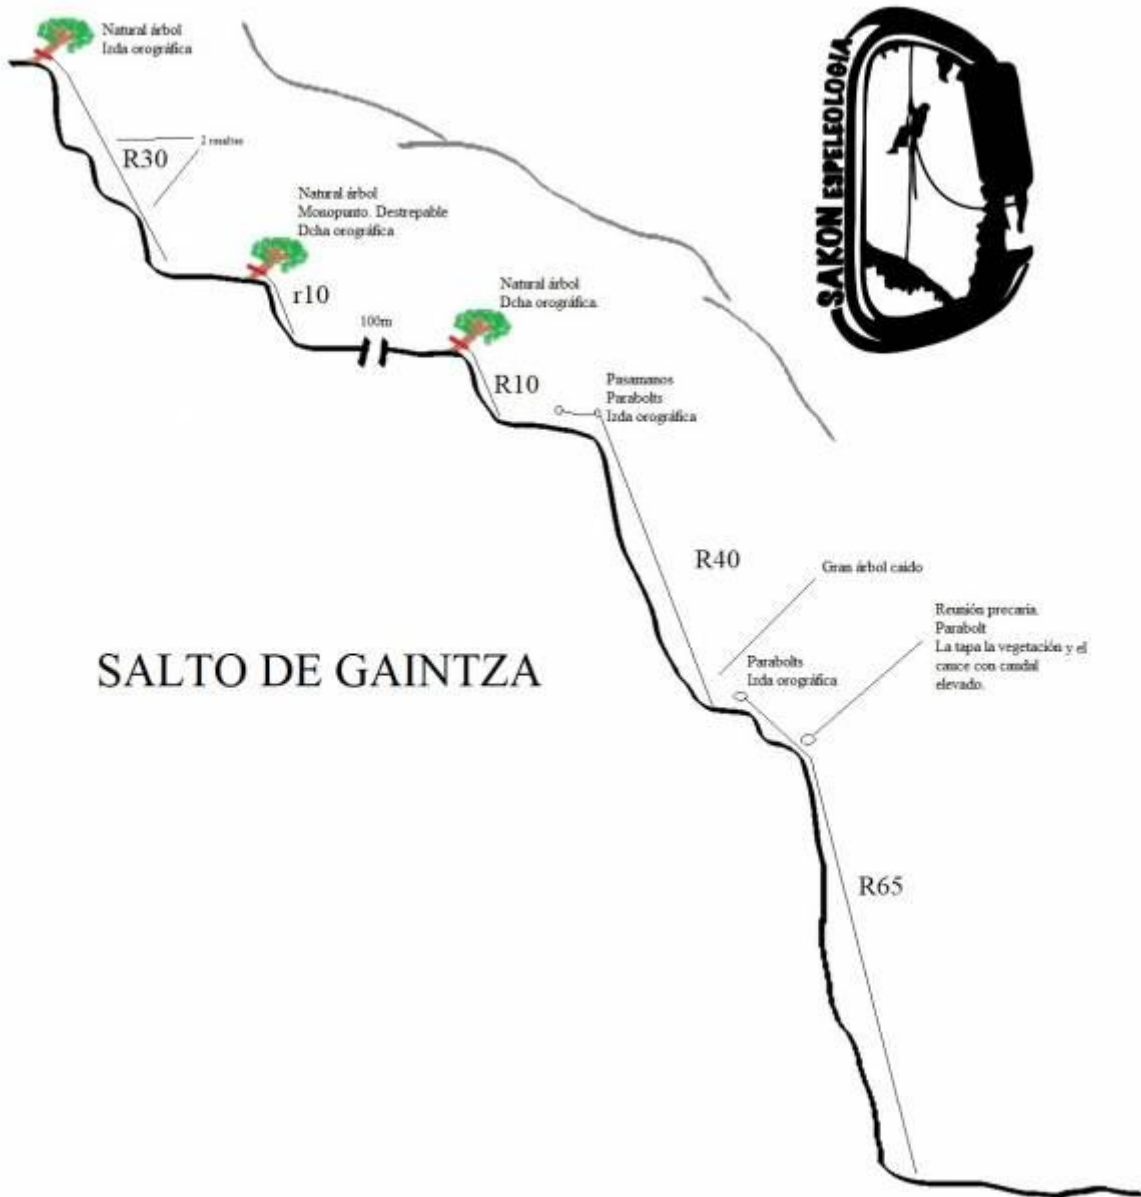 Natural árbol
Izda orográfica
SAKON ESPELEOLOGIA
2 resaltes
R30
Natural árbol
Monopunto. Destrepable
Dcha orográfica
r10
Natural árbol
Dcha orográfica
100m
R10
Pasamanos
Parabolts
Izda orográfica
R40
Gran árbol caido
Reunión precaria.
Parabolt
La tapa la vegetación y el
cauce con caudal
elevado.
SALTO DE GAINTZA
Parabolts
Izda orográfica
R65